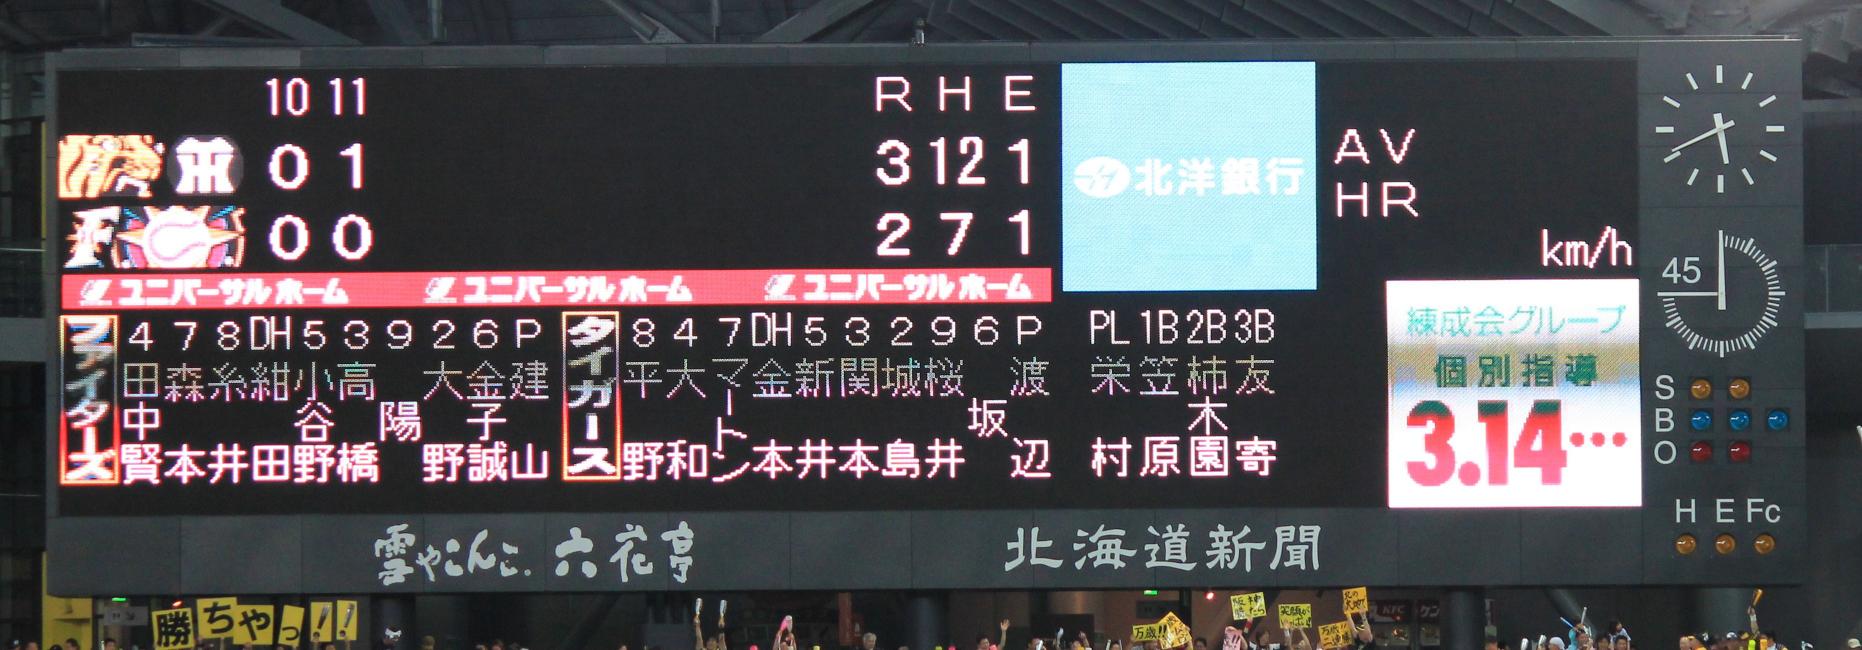 10 11 R H E
0 1 3 12 1
0 0 2 7 1
ユニバーサルホーム ユニバーサルホーム ユニバーサルホーム
北洋銀行
AV
HR
km/h
ファイターズ
4 7 8 DH 5 3 9 2 6 P
田中賢 森本 糸井 紺田 小谷野 高橋 陽 大野 金子誠 建山
タイガース
8 4 7 DH 5 3 2 9 6 P
平野 大和 マートン 金本 新井 関本 城島 桜井 坂 渡辺
PL 1B 2B 3B
栄村 笠原 柿木園 友寄
練成会グループ
個別指導
3.14…
45
S
B
O
H E Fc
雪やこんこ. 六花亭
北海道新聞
勝ちゃっ!!
万歳!!